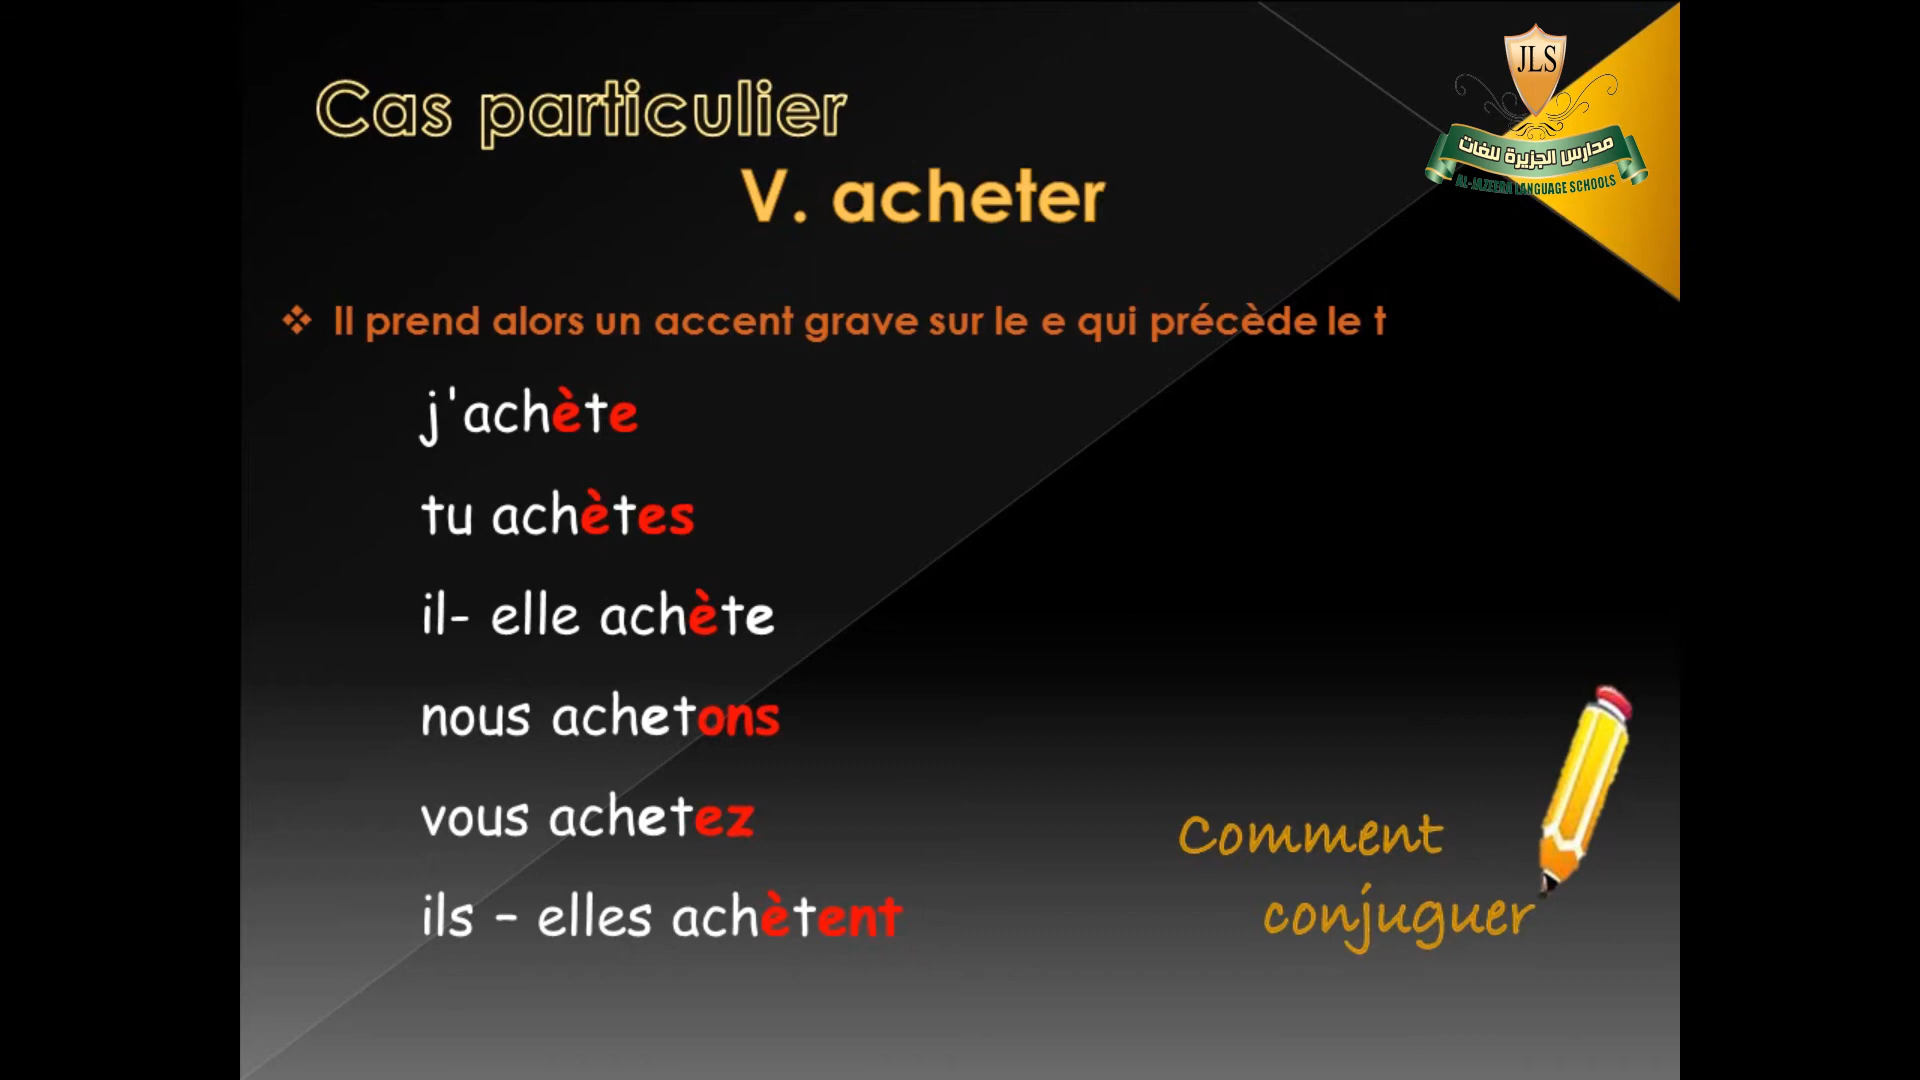 Cas particulier
V. acheter
JLS
مدارس الجزيرة للغات
AL-JAZEERA LANGUAGE SCHOOLS
❖ Il prend alors un accent grave sur le e qui précède le t
j'achète
tu achètes
il- elle achète
nous achetons
vous achetez
ils – elles achètent
Comment
conjuguer